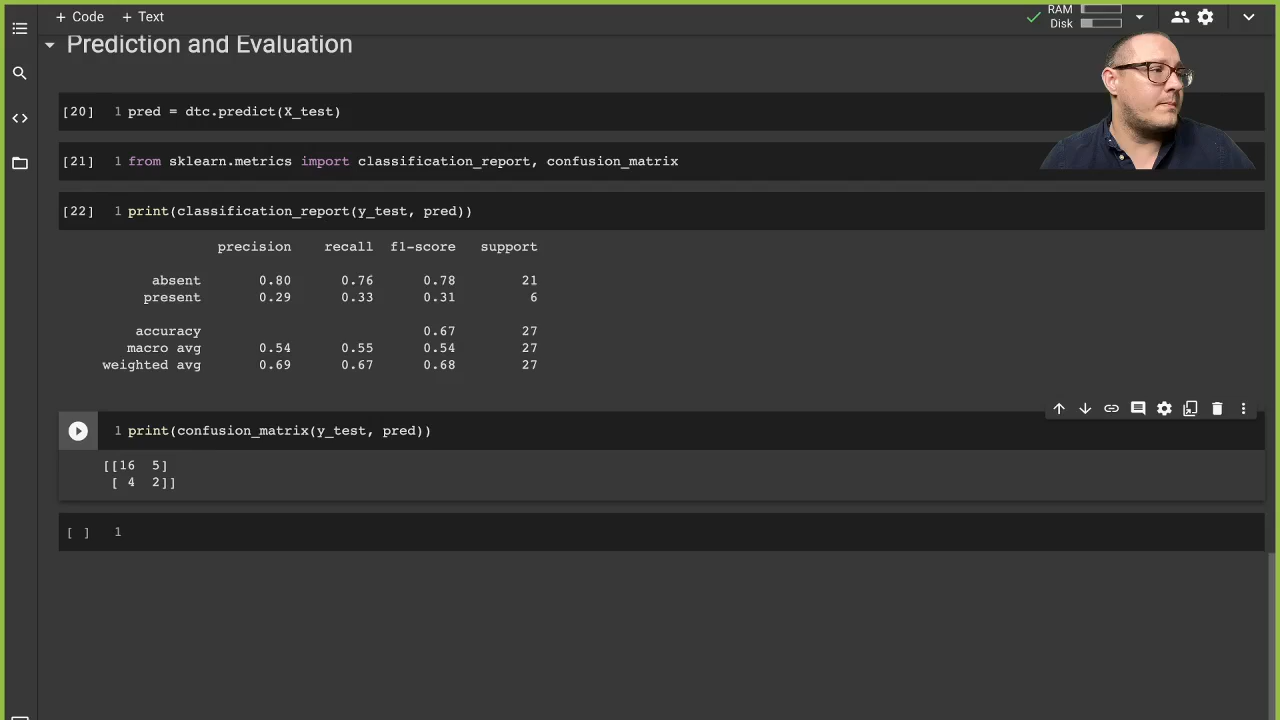 + Code + Text
RAM
Disk
Prediction and Evaluation
[20] 1 pred = dtc.predict(X_test)
[21] 1 from sklearn.metrics import classification_report, confusion_matrix
[22] 1 print(classification_report(y_test, pred))
precision recall f1-score support
absent 0.80 0.76 0.78 21
present 0.29 0.33 0.31 6
accuracy 0.67 27
macro avg 0.54 0.55 0.54 27
weighted avg 0.69 0.67 0.68 27
1 print(confusion_matrix(y_test, pred))
[[16 5]
[ 4 2]]
[ ] 1